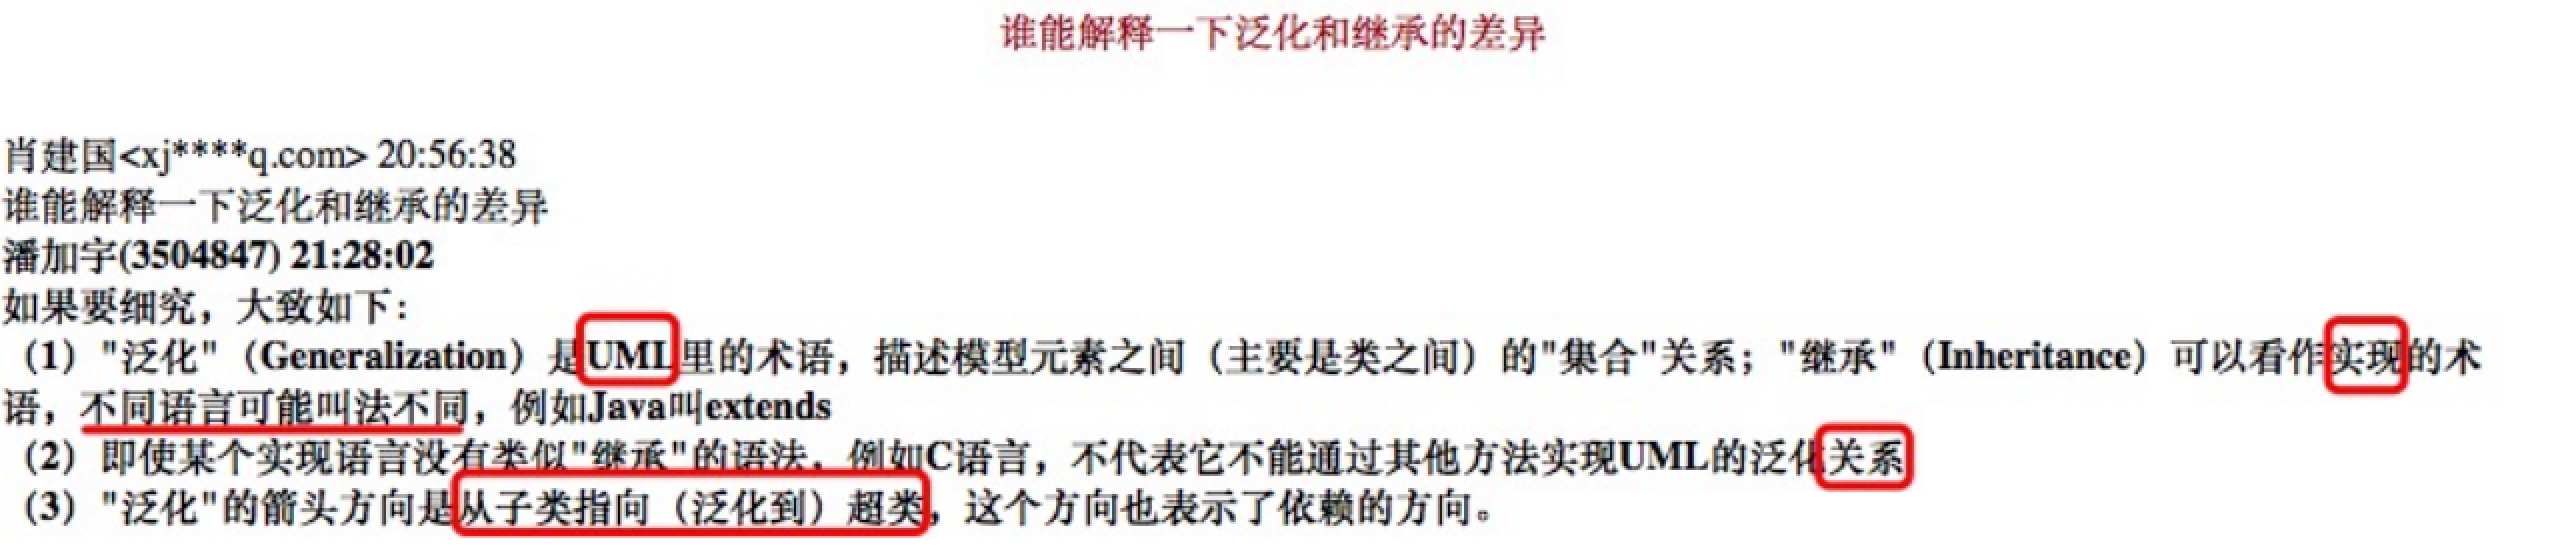 谁能解释一下泛化和继承的差异
肖建国<xj****q.com> 20:56:38
谁能解释一下泛化和继承的差异
潘加宇(3504847) 21:28:02
如果要细究，大致如下：
（1）"泛化"（Generalization）是UML里的术语，描述模型元素之间（主要是类之间）的"集合"关系；"继承"（Inheritance）可以看作实现的术
语，不同语言可能叫法不同，例如Java叫extends
（2）即使某个实现语言没有类似"继承"的语法，例如C语言，不代表它不能通过其他方法实现UML的泛化关系
（3）"泛化"的箭头方向是从子类指向（泛化到）超类，这个方向也表示了依赖的方向。